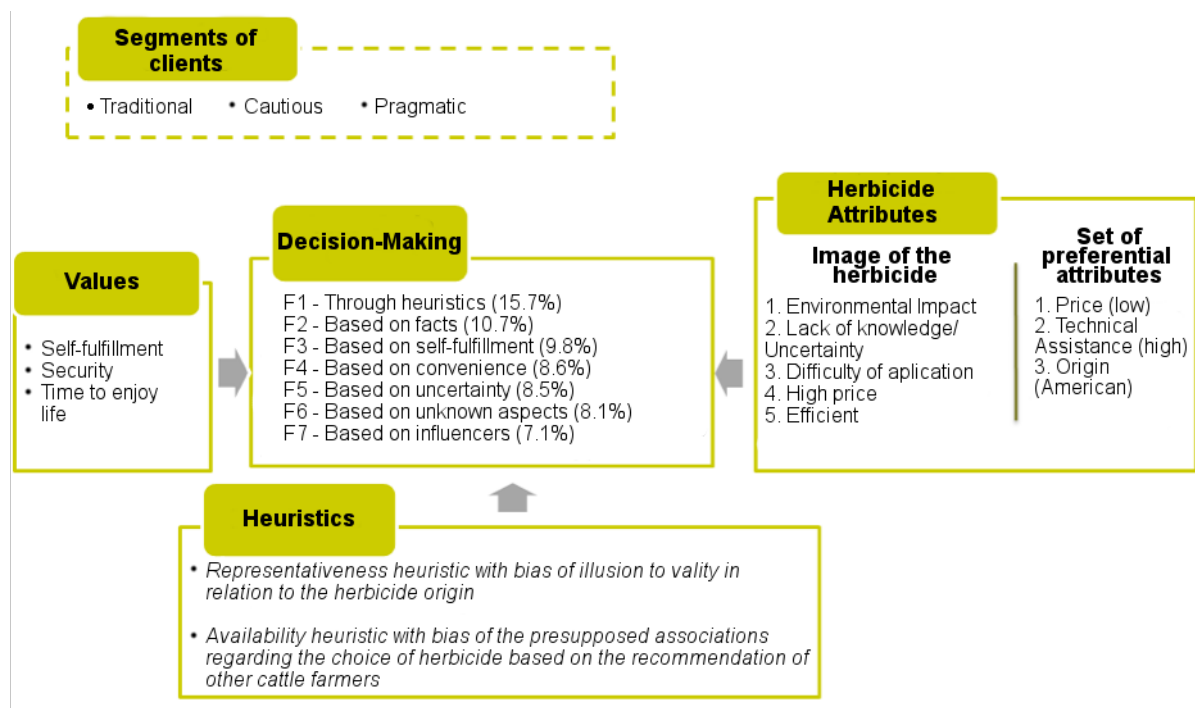 Segments of
clients
• Traditional • Cautious • Pragmatic
Values
• Self-fulfillment
• Security
• Time to enjoy
life
Decision-Making
F1 - Through heuristics (15.7%)
F2 - Based on facts (10.7%)
F3 - Based on self-fulfillment (9.8%)
F4 - Based on convenience (8.6%)
F5 - Based on uncertainty (8.5%)
F6 - Based on unknown aspects (8.1%)
F7 - Based on influencers (7.1%)
Herbicide
Attributes
Image of the
herbicide
1. Environmental Impact
2. Lack of knowledge/
Uncertainty
3. Difficulty of aplication
4. High price
5. Efficient
Set of
preferential
attributes
1. Price (low)
2. Technical
Assistance (high)
3. Origin
(American)
Heuristics
• Representativeness heuristic with bias of illusion to vality in
relation to the herbicide origin
• Availability heuristic with bias of the presupposed associations
regarding the choice of herbicide based on the recommendation of
other cattle farmers